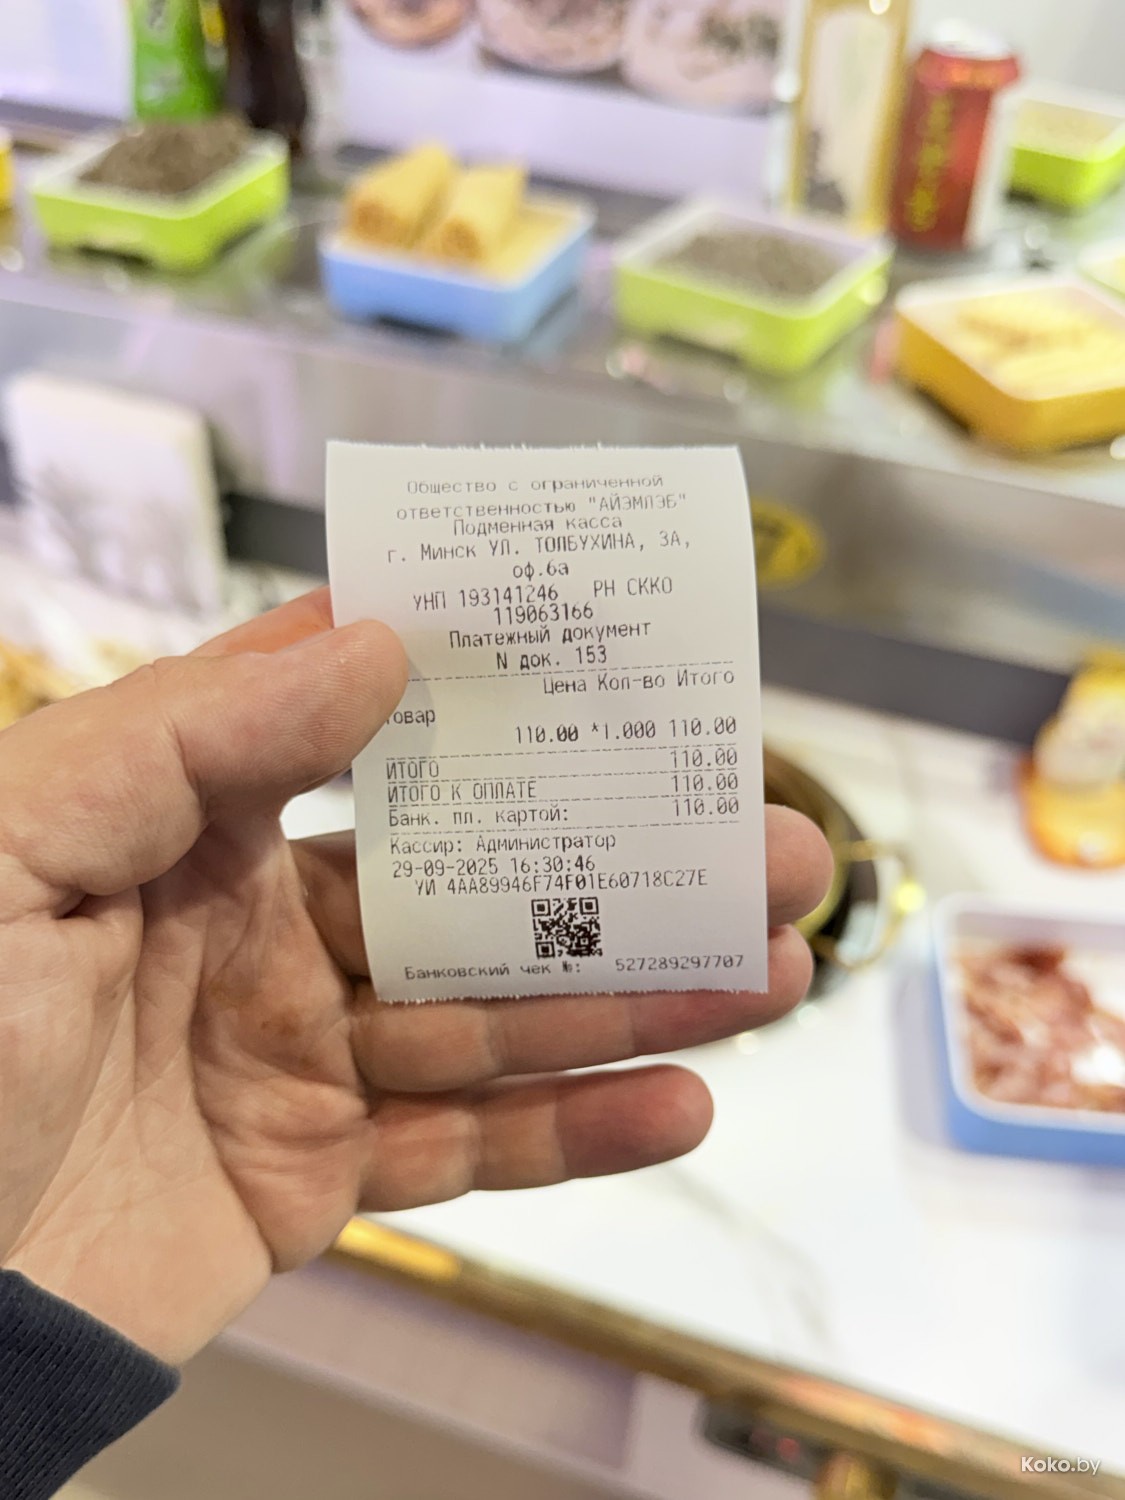 Общество с ограниченной
ответственностью "АЙЭМЛЭБ"
Подменная касса
г. Минск УЛ. ТОЛБУХИНА, 3А,
оф.6а
УНП 193141246 РН СККО
119063166
Платежный документ
N док. 153
Цена Кол-во Итого
товар
110.00 *1.000 110.00
ИТОГО 110.00
ИТОГО К ОПЛАТЕ 110.00
Банк. пл. картой: 110.00
Кассир: Администратор
29-09-2025 16:30:46
УИ 4AA89946F74F01E60718C27E
Банковский чек №: 527289297707
Koko.by